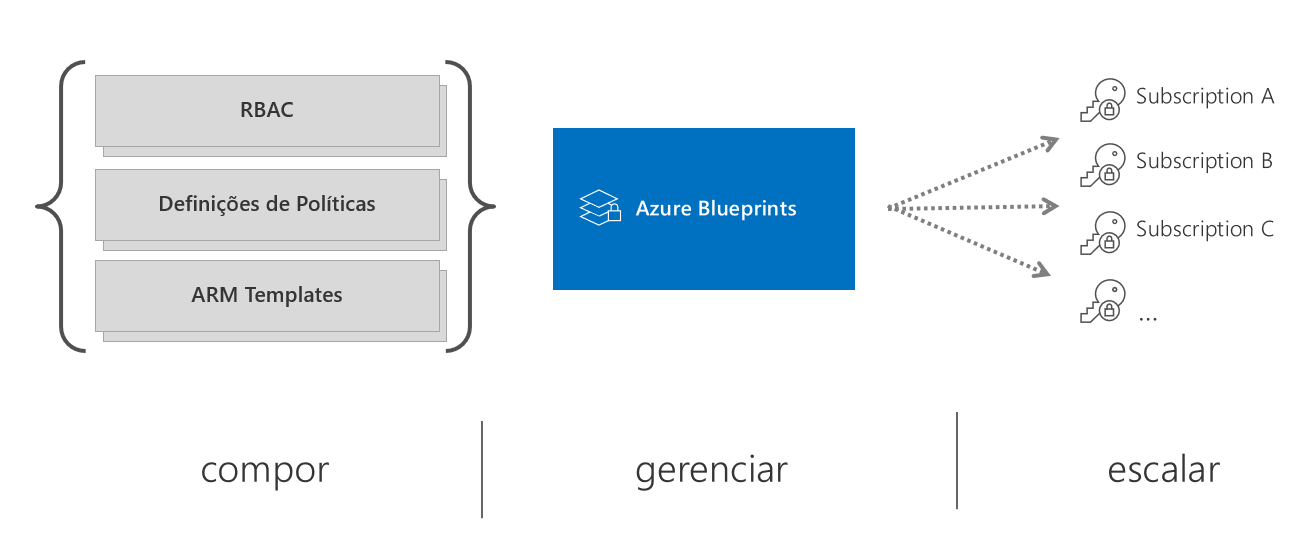 RBAC
Definições de Políticas
ARM Templates
Azure Blueprints
Subscription A
Subscription B
Subscription C
...
compor
gerenciar
escalar